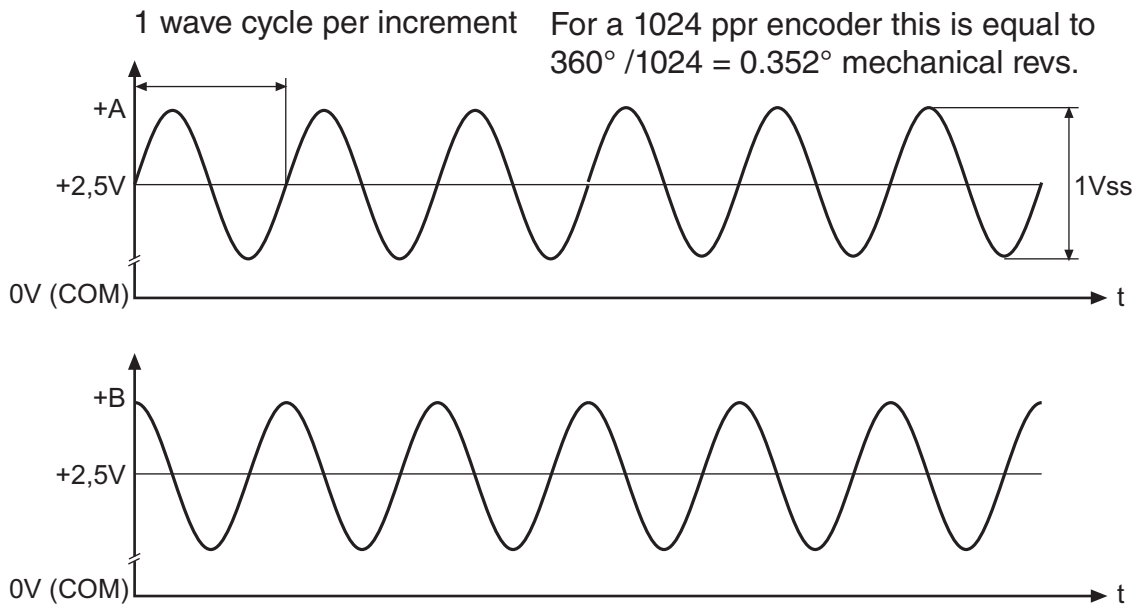 1 wave cycle per increment
For a 1024 ppr encoder this is equal to
360° /1024 = 0.352° mechanical revs.
+A
+2,5V
1Vss
0V (COM)
t
+B
+2,5V
0V (COM)
t